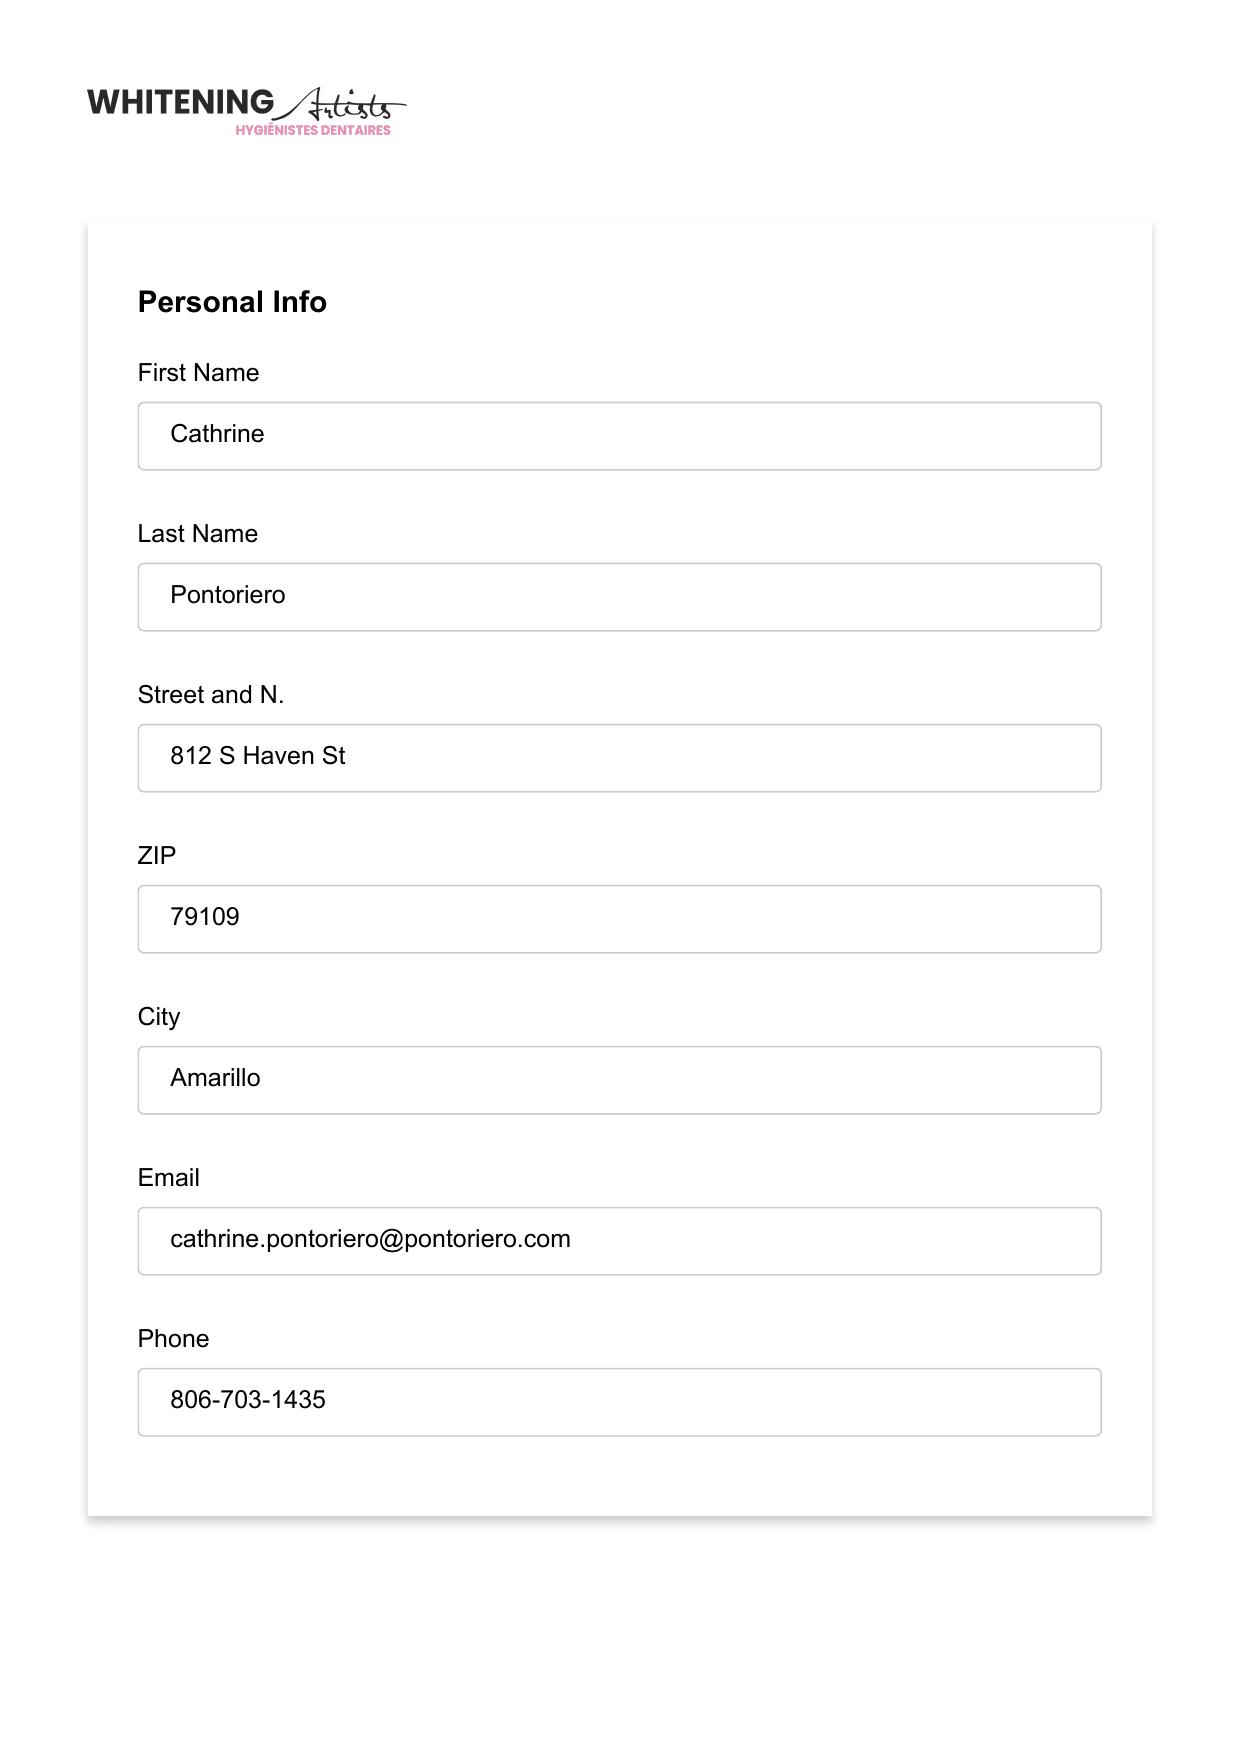 WHITENING Artists
HYGIÉNISTES DENTAIRES
Personal Info
First Name
Cathrine
Last Name
Pontoriero
Street and N.
812 S Haven St
ZIP
79109
City
Amarillo
Email
cathrine.pontoriero@pontoriero.com
Phone
806-703-1435